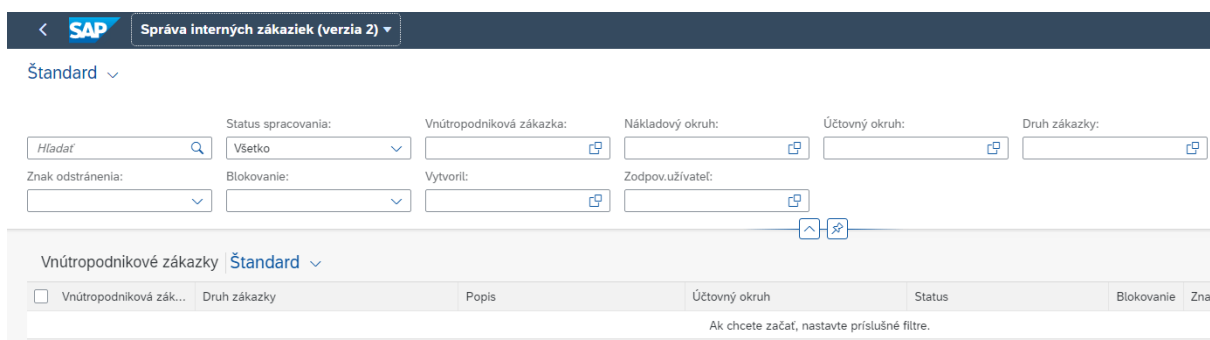 SAP Správa interných zákaziek (verzia 2)
Štandard
Status spracovania: Vnútropodniková zákazka: Nákladový okruh: Účtovný okruh: Druh zákazky:
Hľadať Všetko
Znak odstránenia: Blokovanie: Vytvoril: Zodpov.užívateľ:
Vnútropodnikové zákazky Štandard
Vnútropodniková zák... Druh zákazky Popis Účtovný okruh Status Blokovanie Zna
Ak chcete začať, nastavte príslušné filtre.